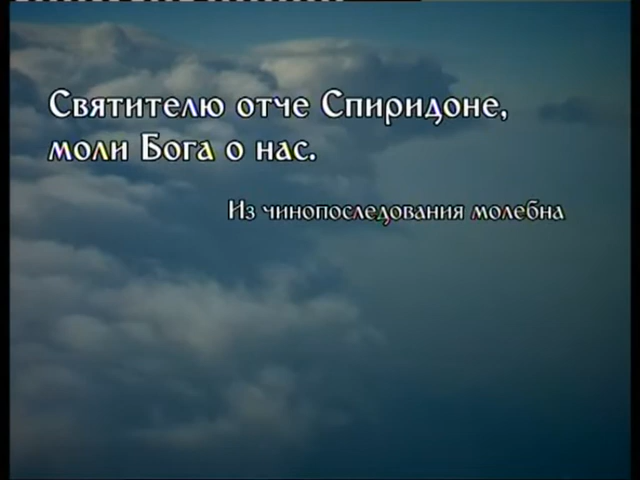 Святителю отче Спиридоне,
моли Бога о нас.
Из чинопоследования молебна